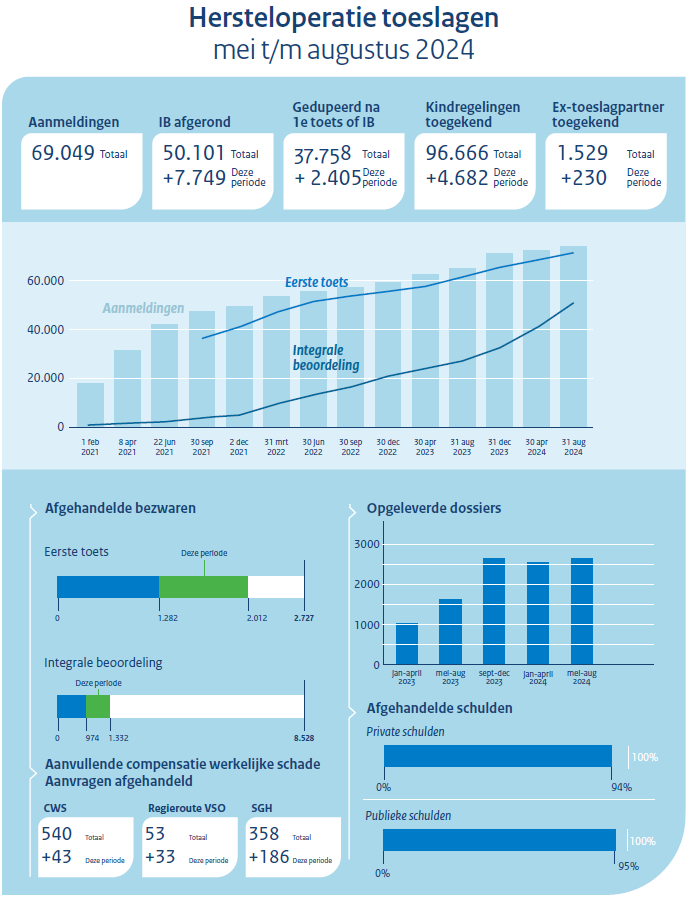 Hersteloperatie toeslagen
mei t/m augustus 2024
Aanmeldingen
69.049 Totaal
IB afgerond
50.101 Totaal
+7.749 Deze periode
Gedupeerd na
1e toets of IB
37.758 Totaal
+ 2.405 Deze periode
Kindregelingen
toegekend
96.666 Totaal
+4.682 Deze periode
Ex-toeslagpartner
toegekend
1.529 Totaal
+230 Deze periode
60.000
40.000
20.000
0
Eerste toets
Aanmeldingen
Integrale
beoordeling
1 feb 2021
8 apr 2021
22 jun 2021
30 sep 2021
2 dec 2021
31 mrt 2022
30 jun 2022
30 sep 2022
30 dec 2022
30 apr 2023
31 aug 2023
31 dec 2023
30 apr 2024
31 aug 2024
Afgehandelde bezwaren
Eerste toets
Deze periode
0 1.282 2.012 2.727
Integrale beoordeling
Deze periode
0 974 1.332 8.528
Aanvullende compensatie werkelijke schade
Aanvragen afgehandeld
CWS
540 Totaal
+43 Deze periode
Regieroute VSO
53 Totaal
+33 Deze periode
SGH
358 Totaal
+186 Deze periode
Opgeleverde dossiers
3000
2000
1000
0
jan-april 2023
mei-aug 2023
sept-dec 2023
jan-april 2024
mei-aug 2024
Afgehandelde schulden
Private schulden
100%
0% 94%
Publieke schulden
100%
0% 95%